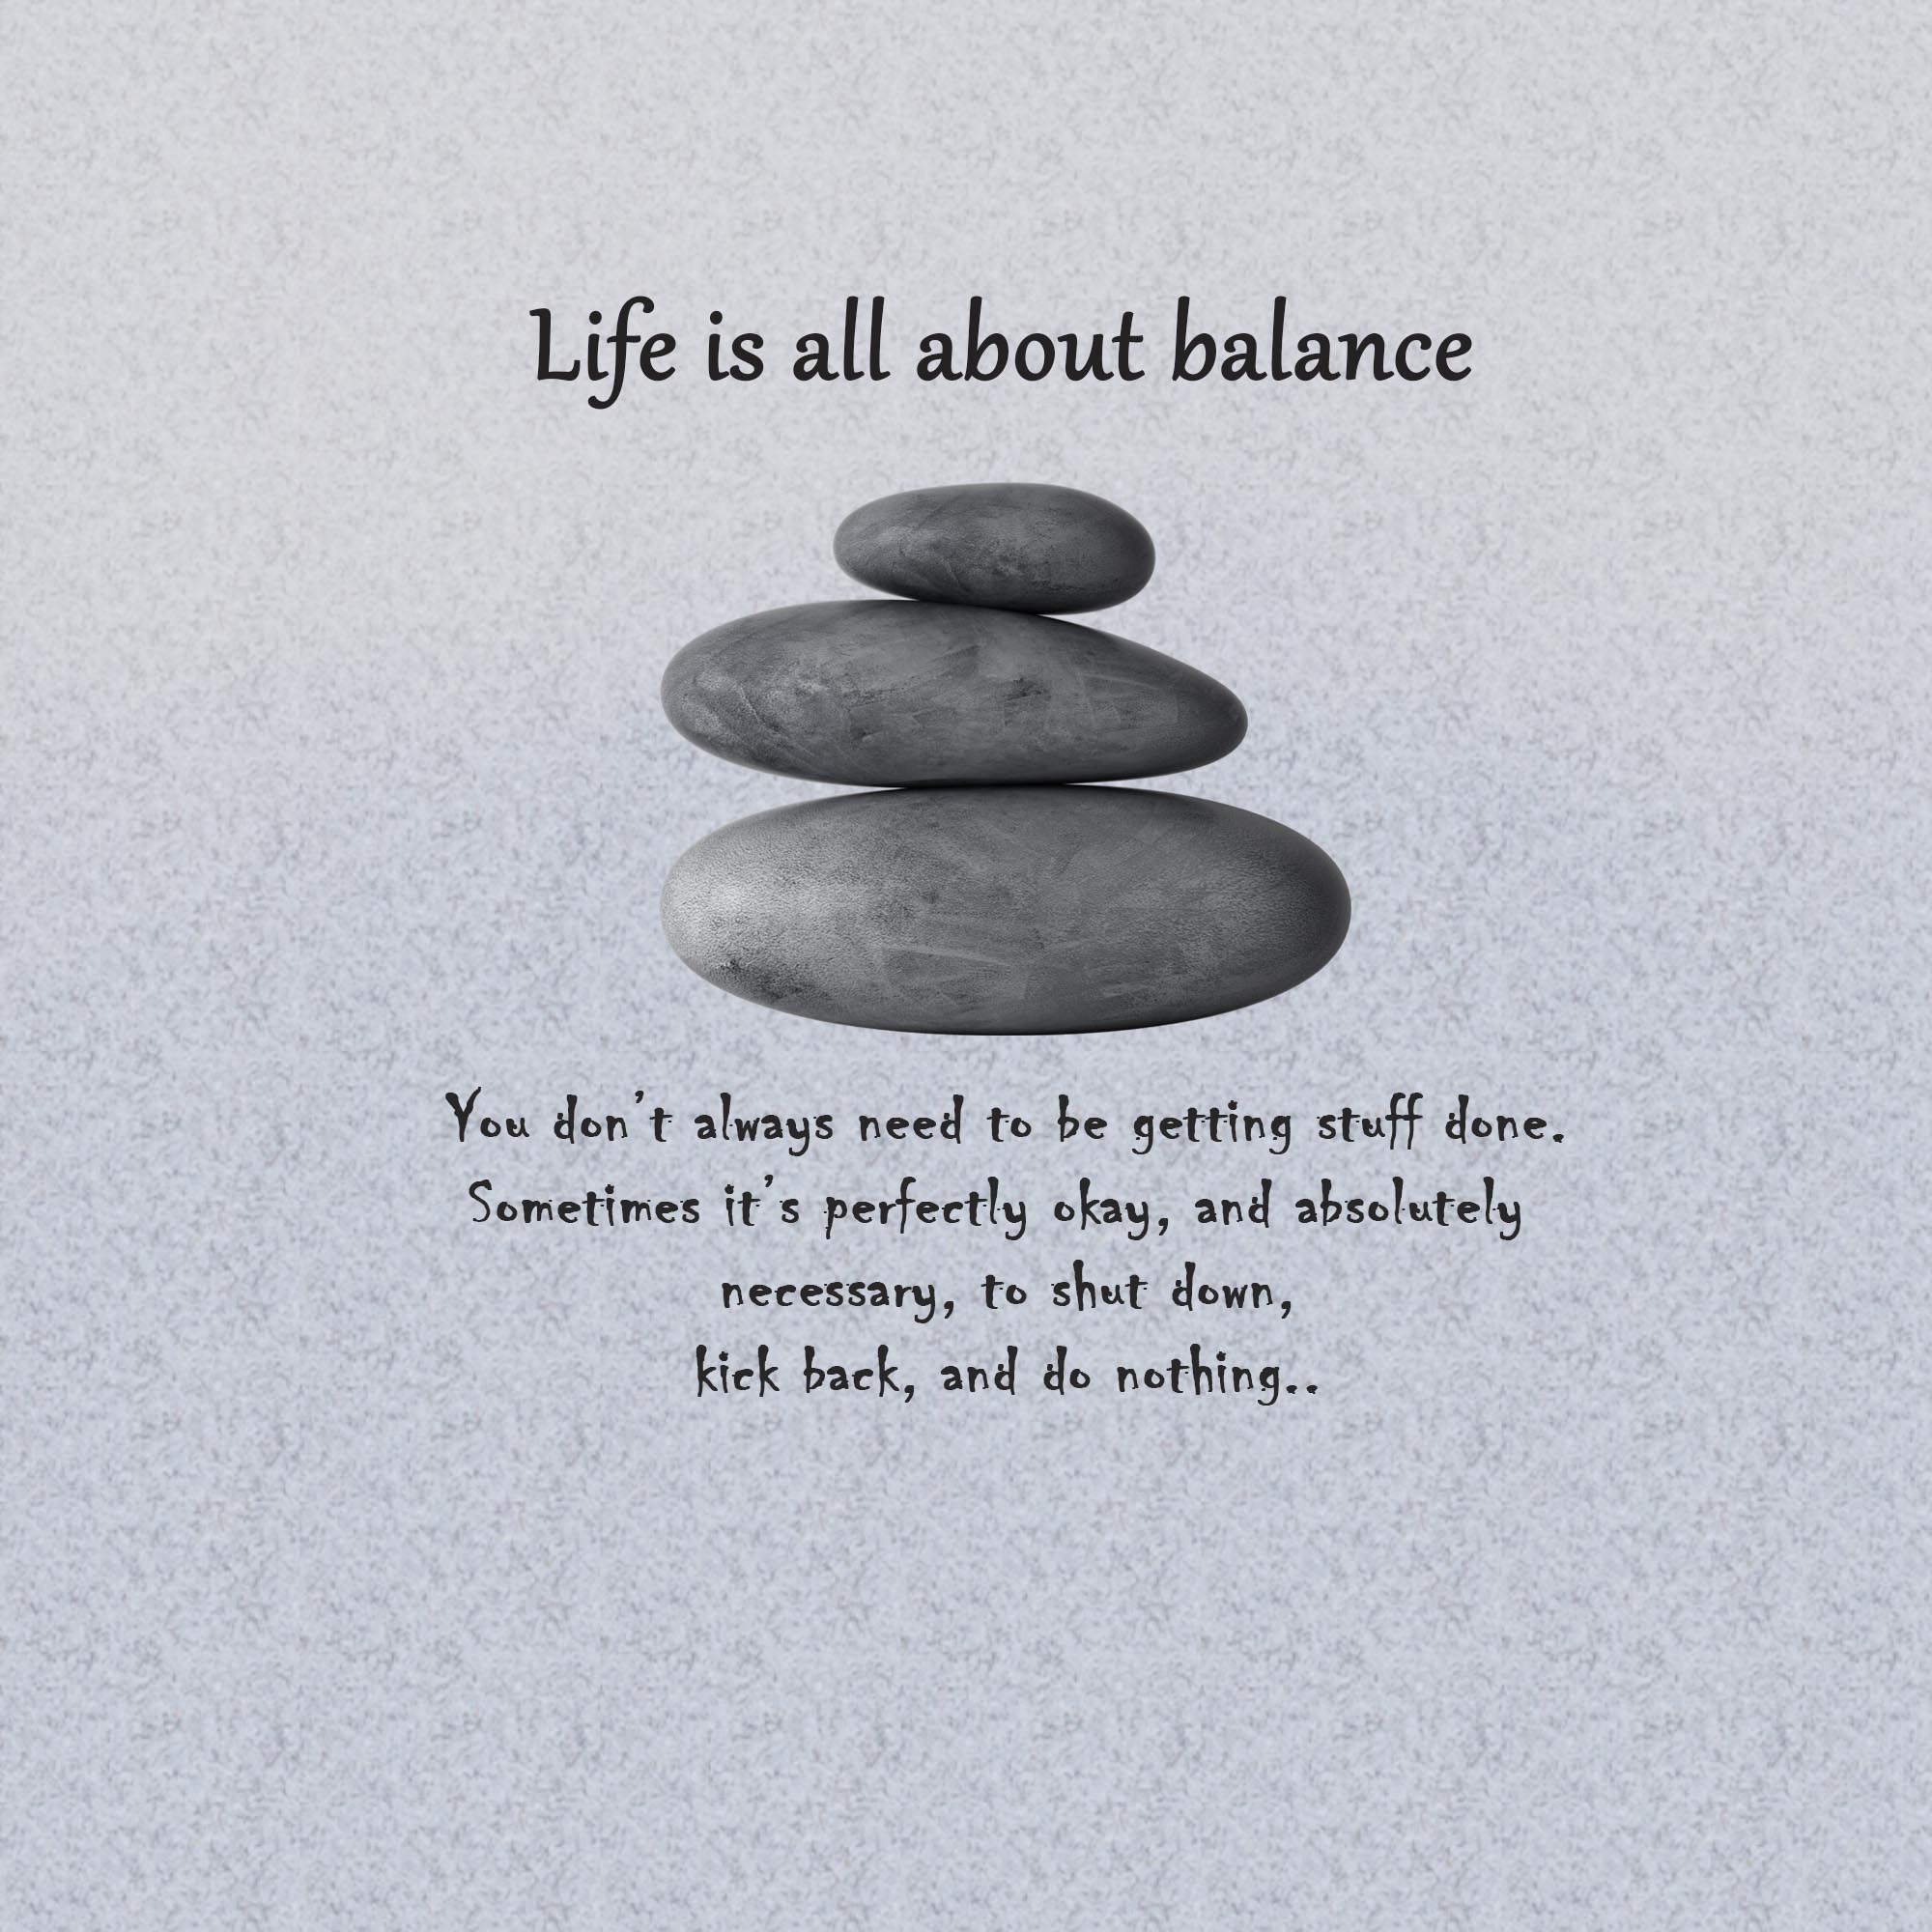 Life is all about balance
You don't always need to be getting stuff done.
Sometimes it's perfectly okay, and absolutely
necessary, to shut down,
kick back, and do nothing..